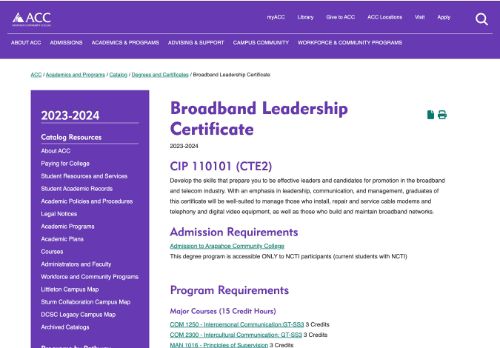 ACC
myACC Library Give to ACC ACC Locations Visit Apply
ABOUT ACC ADMISSIONS ACADEMICS & PROGRAMS ADVISING & SUPPORT CAMPUS COMMUNITY WORKFORCE & COMMUNITY PROGRAMS
ACC / Academics and Programs / Catalog / Degrees and Certificates / Broadband Leadership Certificate
2023-2024
Catalog Resources
About ACC
Paying for College
Student Resources and Services
Student Academic Records
Academic Policies and Procedures
Legal Notices
Academic Programs
Academic Plans
Courses
Administrators and Faculty
Workforce and Community Programs
Littleton Campus Map
Sturm Collaboration Campus Map
DCSC Legacy Campus Map
Archived Catalogs
Programs by Pathway
Broadband Leadership
Certificate
2023-2024
CIP 110101 (CTE2)
Develop the skills that prepare you to be effective leaders and candidates for promotion in the broadband
and telecom industry. With an emphasis in leadership, communication, and management, graduates of
this certificate will be well-suited to manage those who install, repair and service cable modems and
telephony and digital video equipment, as well as those who build and maintain broadband networks.
Admission Requirements
Admission to Arapahoe Community College
This degree program is accessible ONLY to NCTI participants (current students with NCTI)
Program Requirements
Major Courses (15 Credit Hours)
COM 1250 - Interpersonal Communication:GT-SS3 3 Credits
COM 2300 - Intercultural Communication: GT-SS3 3 Credits
MAN 1016 - Principles of Supervision 3 Credits